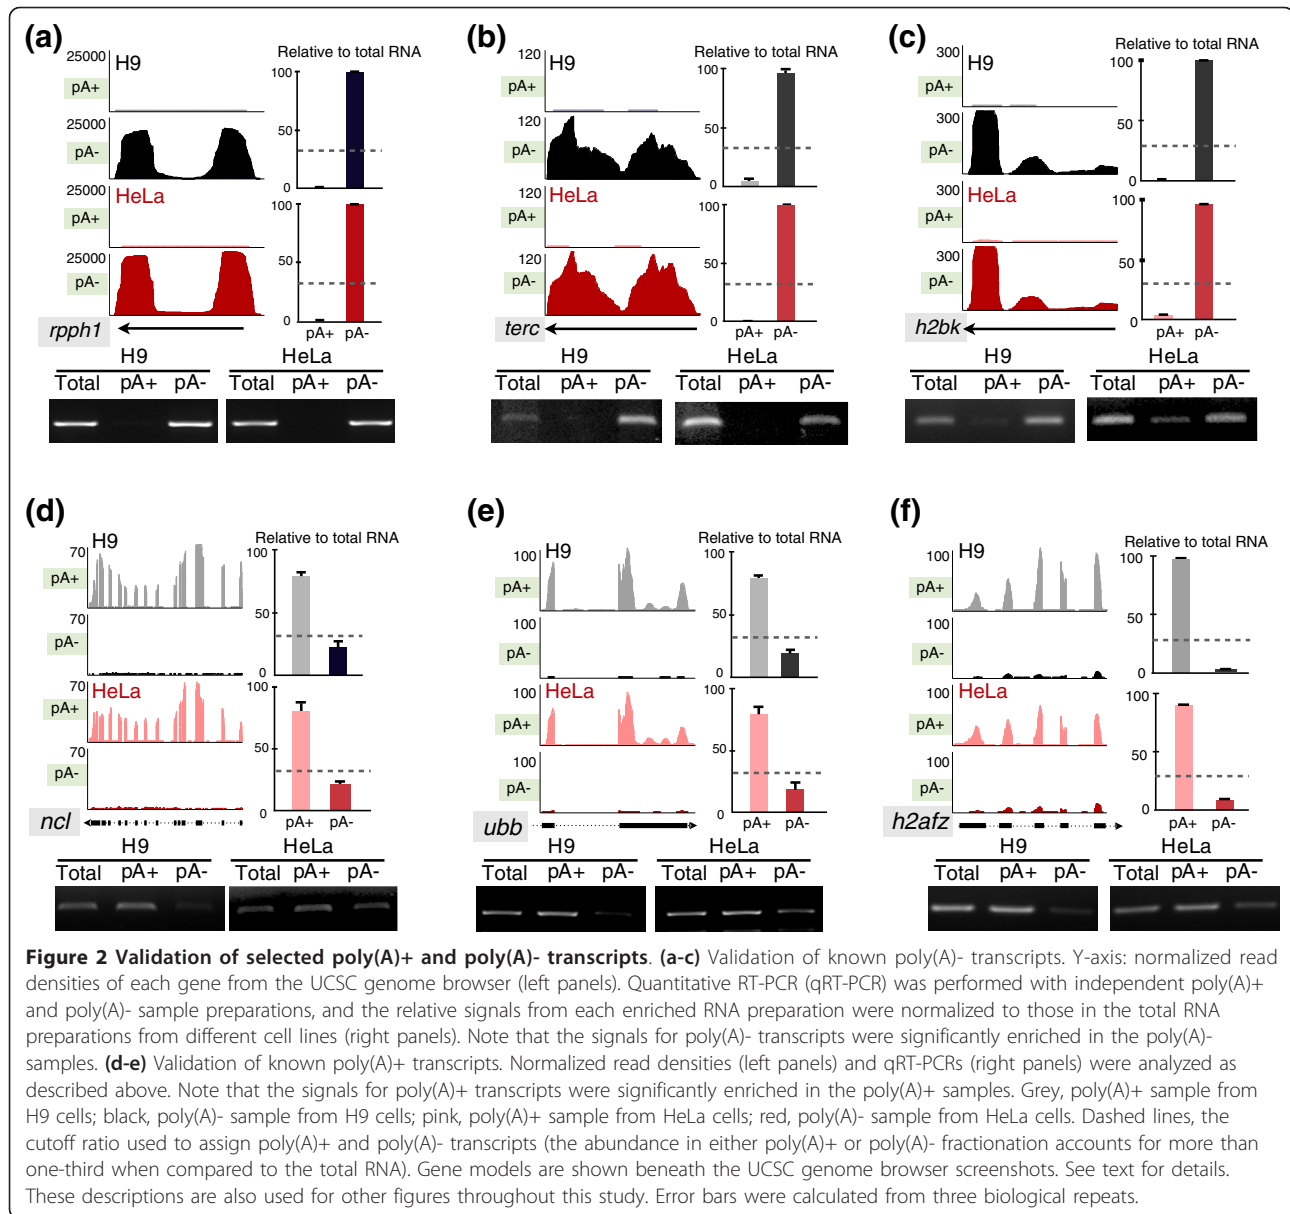 (a)
25000
H9
pA+
25000
pA-
25000
HeLa
pA+
25000
pA-
rpph1
Relative to total RNA
100
50
0
100
50
0
pA+ pA-
H9 HeLa
Total pA+ pA- Total pA+ pA-
(b)
120
H9
pA+
120
pA-
120
HeLa
pA+
120
pA-
terc
Relative to total RNA
100
50
0
100
50
0
pA+ pA-
H9 HeLa
Total pA+ pA- Total pA+ pA-
(c)
300
H9
pA+
300
pA-
300
HeLa
pA+
300
pA-
h2bk
Relative to total RNA
100
50
0
100
50
0
pA+ pA-
H9 HeLa
Total pA+ pA- Total pA+ pA-
(d)
70
H9
pA+
70
pA-
70
HeLa
pA+
70
pA-
ncl
Relative to total RNA
100
50
0
100
50
0
pA+ pA-
H9 HeLa
Total pA+ pA- Total pA+ pA-
(e)
100
H9
pA+
100
pA-
100
HeLa
pA+
100
pA-
ubb
Relative to total RNA
100
50
0
100
50
0
pA+ pA-
H9 HeLa
Total pA+ pA- Total pA+ pA-
(f)
100
H9
pA+
100
pA-
100
HeLa
pA+
100
pA-
h2afz
Relative to total RNA
100
50
0
100
50
0
pA+ pA-
H9 HeLa
Total pA+ pA- Total pA+ pA-
Figure 2 Validation of selected poly(A)+ and poly(A)- transcripts. (a-c) Validation of known poly(A)- transcripts. Y-axis: normalized read
densities of each gene from the UCSC genome browser (left panels). Quantitative RT-PCR (qRT-PCR) was performed with independent poly(A)+
and poly(A)- sample preparations, and the relative signals from each enriched RNA preparation were normalized to those in the total RNA
preparations from different cell lines (right panels). Note that the signals for poly(A)- transcripts were significantly enriched in the poly(A)-
samples. (d-e) Validation of known poly(A)+ transcripts. Normalized read densities (left panels) and qRT-PCRs (right panels) were analyzed as
described above. Note that the signals for poly(A)+ transcripts were significantly enriched in the poly(A)+ samples. Grey, poly(A)+ sample from
H9 cells; black, poly(A)- sample from H9 cells; pink, poly(A)+ sample from HeLa cells; red, poly(A)- sample from HeLa cells. Dashed lines, the
cutoff ratio used to assign poly(A)+ and poly(A)- transcripts (the abundance in either poly(A)+ or poly(A)- fractionation accounts for more than
one-third when compared to the total RNA). Gene models are shown beneath the UCSC genome browser screenshots. See text for details.
These descriptions are also used for other figures throughout this study. Error bars were calculated from three biological repeats.